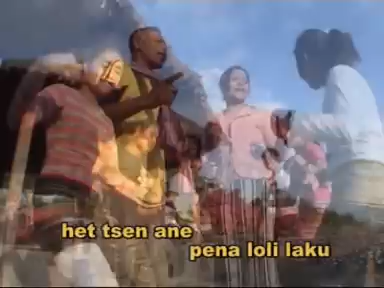 het tsen ane
pena loli laku